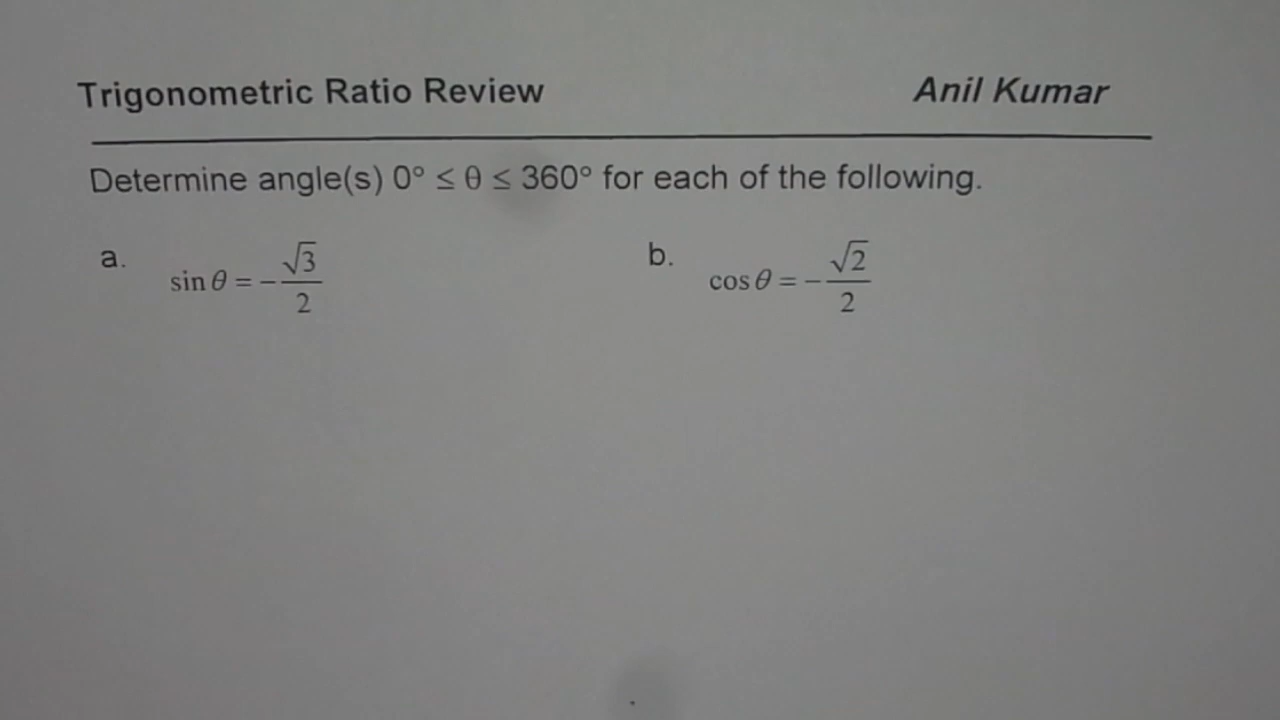 Trigonometric Ratio Review Anil Kumar
Determine angle(s) 0° ≤ θ ≤ 360° for each of the following.
a. sin θ = -√3/2 b. cos θ = -√2/2